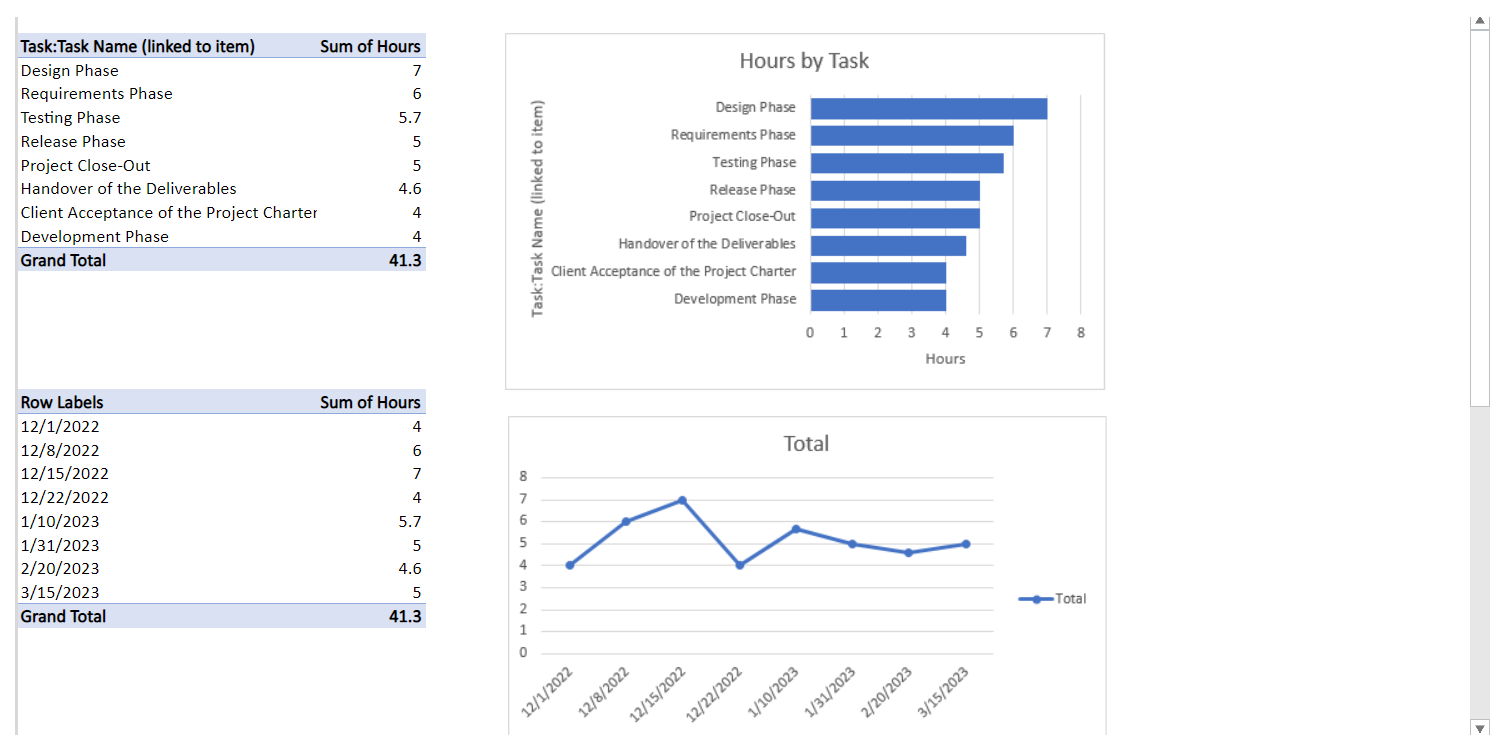 Task:Task Name (linked to item) Sum of Hours
Design Phase 7
Requirements Phase 6
Testing Phase 5.7
Release Phase 5
Project Close-Out 5
Handover of the Deliverables 4.6
Client Acceptance of the Project Charter 4
Development Phase 4
Grand Total 41.3
Hours by Task
Task:Task Name (linked to item)
Design Phase
Requirements Phase
Testing Phase
Release Phase
Project Close-Out
Handover of the Deliverables
Client Acceptance of the Project Charter
Development Phase
0 1 2 3 4 5 6 7 8
Hours
Row Labels Sum of Hours
12/1/2022 4
12/8/2022 6
12/15/2022 7
12/22/2022 4
1/10/2023 5.7
1/31/2023 5
2/20/2023 4.6
3/15/2023 5
Grand Total 41.3
Total
8
7
6
5
4
3
2
1
0
12/1/2022 12/8/2022 12/15/2022 12/22/2022 1/10/2023 1/31/2023 2/20/2023 3/15/2023
Total